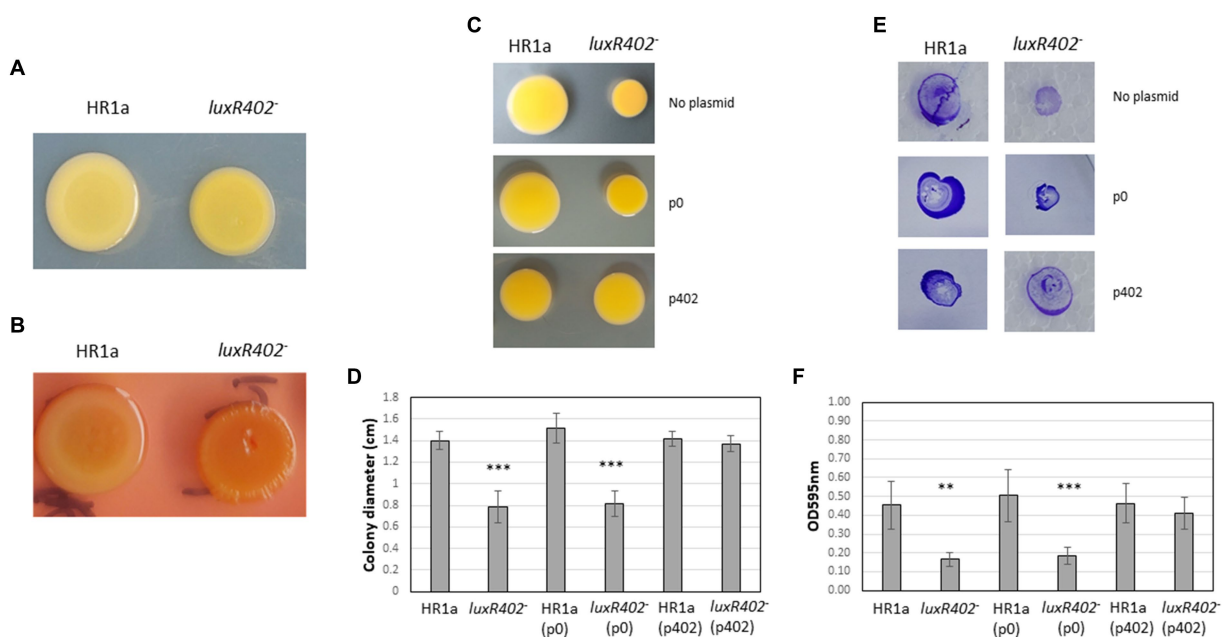 A
HR1a luxR402-
B
HR1a luxR402-
C
HR1a luxR402-
No plasmid
p0
p402
D
Colony diameter (cm)
1.8
1.6
1.4
1.2
1
0.8
0.6
0.4
0.2
0
***
***
HR1a luxR402- HR1a luxR402- HR1a luxR402-
(p0) (p0) (p402) (p402)
E
HR1a luxR402-
No plasmid
p0
p402
F
OD595nm
1.00
0.90
0.80
0.70
0.60
0.50
0.40
0.30
0.20
0.10
0.00
**
***
HR1a luxR402- HR1a luxR402- HR1a luxR402-
(p0) (p0) (p402) (p402)